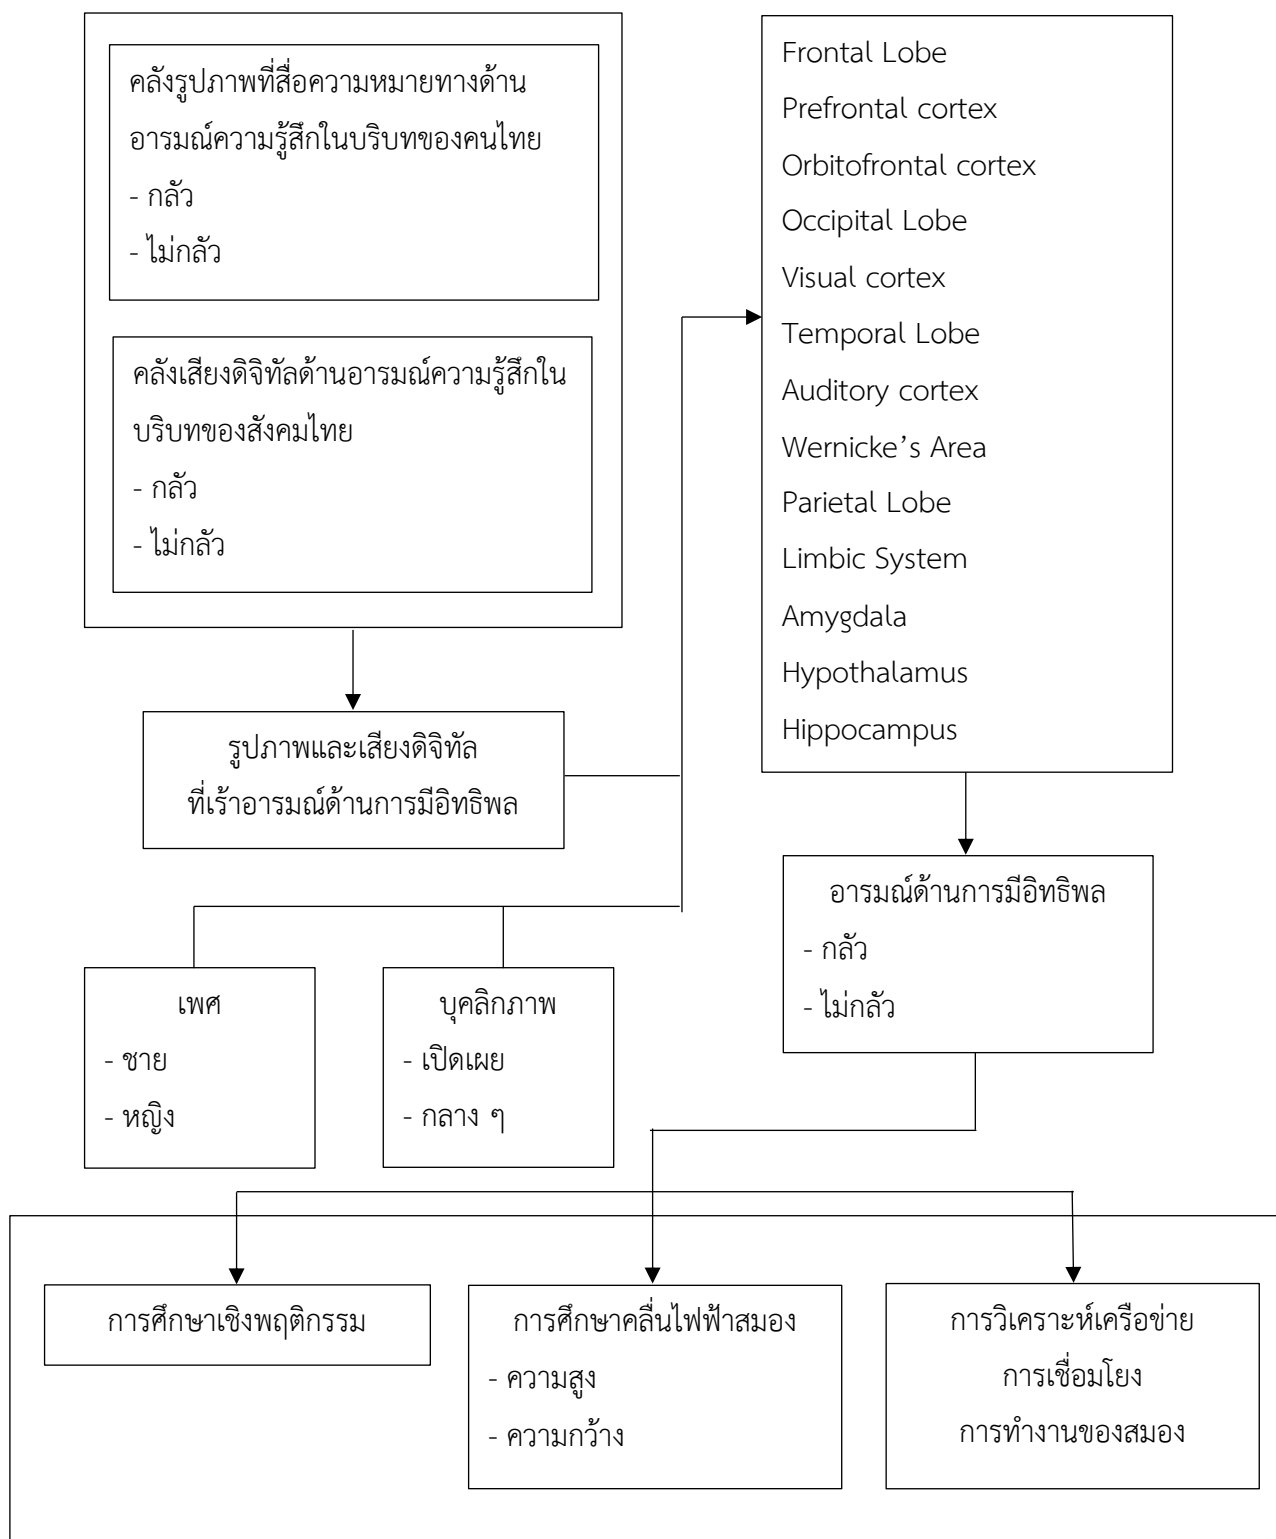 คลังรูปภาพที่สื่อความหมายทางด้าน
อารมณ์ความรู้สึกในบริบทของคนไทย
- กลัว
- ไม่กลัว
คลังเสียงดิจิทัลด้านอารมณ์ความรู้สึกใน
บริบทของสังคมไทย
- กลัว
- ไม่กลัว
รูปภาพและเสียงดิจิทัล
ที่เร้าอารมณ์ด้านการมีอิทธิพล
เพศ
- ชาย
- หญิง
บุคลิกภาพ
- เปิดเผย
- กลาง ๆ
Frontal Lobe
Prefrontal cortex
Orbitofrontal cortex
Occipital Lobe
Visual cortex
Temporal Lobe
Auditory cortex
Wernicke’s Area
Parietal Lobe
Limbic System
Amygdala
Hypothalamus
Hippocampus
อารมณ์ด้านการมีอิทธิพล
- กลัว
- ไม่กลัว
การศึกษาเชิงพฤติกรรม
การศึกษาคลื่นไฟฟ้าสมอง
- ความสูง
- ความกว้าง
การวิเคราะห์เครือข่าย
การเชื่อมโยง
การทำงานของสมอง